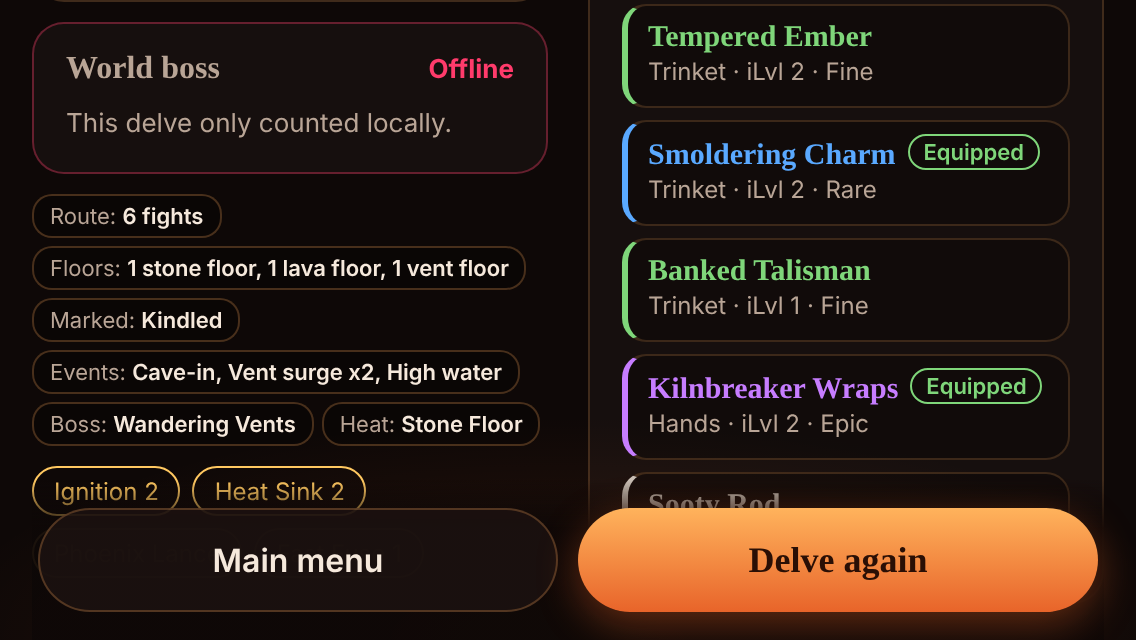 World boss
Offline
This delve only counted locally.
Route: 6 fights
Floors: 1 stone floor, 1 lava floor, 1 vent floor
Marked: Kindled
Events: Cave-in, Vent surge x2, High water
Boss: Wandering Vents
Heat: Stone Floor
Ignition 2
Heat Sink 2
Tempered Ember
Trinket · iLvl 2 · Fine
Smoldering Charm
Equipped
Trinket · iLvl 2 · Rare
Banked Talisman
Trinket · iLvl 1 · Fine
Kilnbreaker Wraps
Equipped
Hands · iLvl 2 · Epic
Sooty Rod
Main menu
Delve again